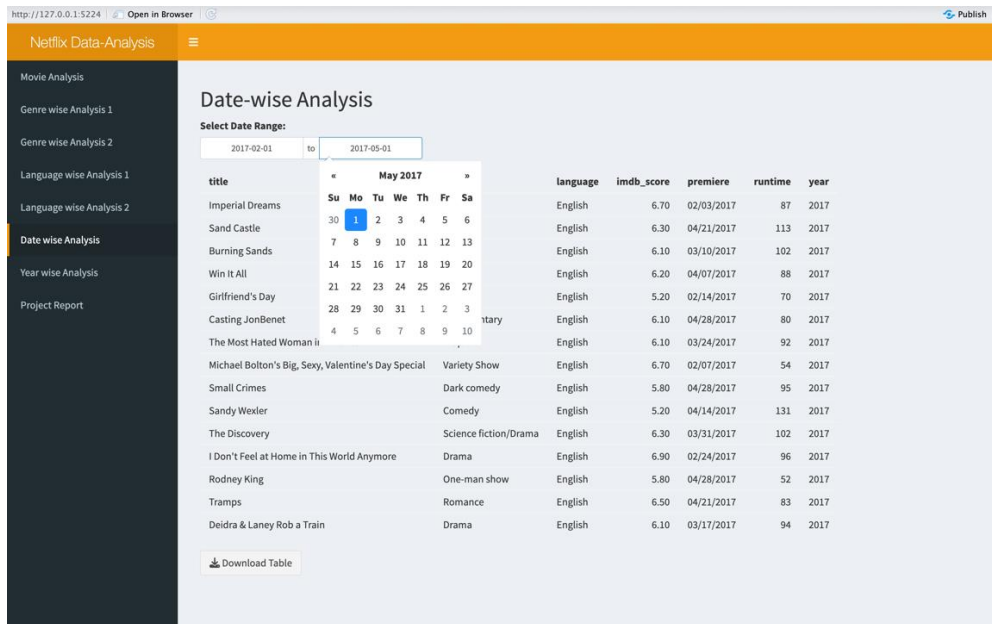 http://127.0.0.1:5224 Open in Browser Publish
Netflix Data-Analysis
Movie Analysis
Genre wise Analysis 1
Genre wise Analysis 2
Language wise Analysis 1
Language wise Analysis 2
Date wise Analysis
Year wise Analysis
Project Report
Date-wise Analysis
Select Date Range:
2017-02-01 to 2017-05-01
« May 2017 »
Su Mo Tu We Th Fr Sa
30 1 2 3 4 5 6
7 8 9 10 11 12 13
14 15 16 17 18 19 20
21 22 23 24 25 26 27
28 29 30 31 1 2 3
4 5 6 7 8 9 10
title language imdb_score premiere runtime year
Imperial Dreams English 6.70 02/03/2017 87 2017
Sand Castle English 6.30 04/21/2017 113 2017
Burning Sands English 6.10 03/10/2017 102 2017
Win It All English 6.20 04/07/2017 88 2017
Girlfriend's Day English 5.20 02/14/2017 70 2017
Casting JonBenet English 6.10 04/28/2017 80 2017
The Most Hated Woman English 6.10 03/24/2017 92 2017
Michael Bolton's Big, Sexy, Valentine's Day Special Variety Show English 6.70 02/07/2017 54 2017
Small Crimes Dark comedy English 5.80 04/28/2017 95 2017
Sandy Wexler Comedy English 5.20 04/14/2017 131 2017
The Discovery Science fiction/Drama English 6.30 03/31/2017 102 2017
I Don't Feel at Home in This World Anymore Drama English 6.90 02/24/2017 96 2017
Rodney King One-man show English 5.80 04/28/2017 52 2017
Tramps Romance English 6.50 04/21/2017 83 2017
Deidra & Laney Rob a Train Drama English 6.10 03/17/2017 94 2017
Download Table